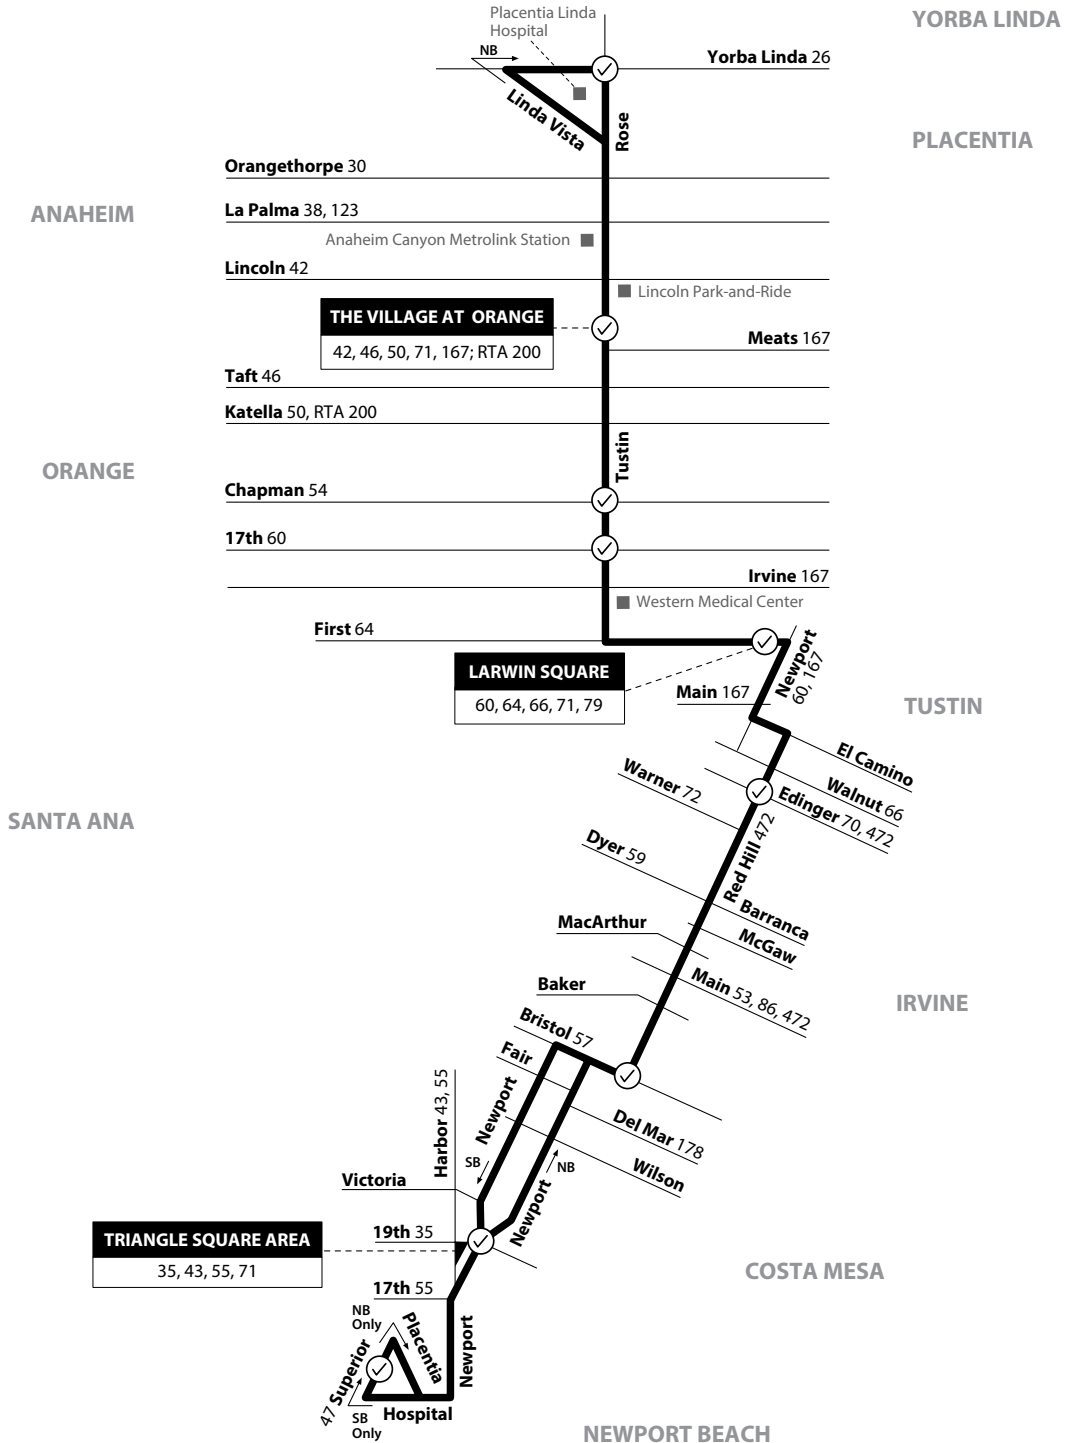 Placentia Linda
Hospital
YORBA LINDA
NB
Yorba Linda 26
Linda Vista
Rose
PLACENTIA
Orangethorpe 30
ANAHEIM
La Palma 38, 123
Anaheim Canyon Metrolink Station
Lincoln 42
Lincoln Park-and-Ride
THE VILLAGE AT ORANGE
42, 46, 50, 71, 167; RTA 200
Meats 167
Taft 46
Katella 50, RTA 200
Tustin
ORANGE
Chapman 54
17th 60
Irvine 167
Western Medical Center
First 64
LARWIN SQUARE
60, 64, 66, 71, 79
Newport
60, 167
Main 167
TUSTIN
El Camino
Walnut 66
Edinger 70, 472
Warner 72
SANTA ANA
Red Hill 472
Dyer 59
Barranca
McGaw
MacArthur
Main 53, 86, 472
Baker
IRVINE
Bristol 57
Fair
Newport
Harbor 43, 55
Del Mar 178
Wilson
SB
NB
Newport
Victoria
19th 35
TRIANGLE SQUARE AREA
35, 43, 55, 71
COSTA MESA
17th 55
NB
Only
Placentia
Newport
47 Superior
SB
Only
Hospital
NEWPORT BEACH